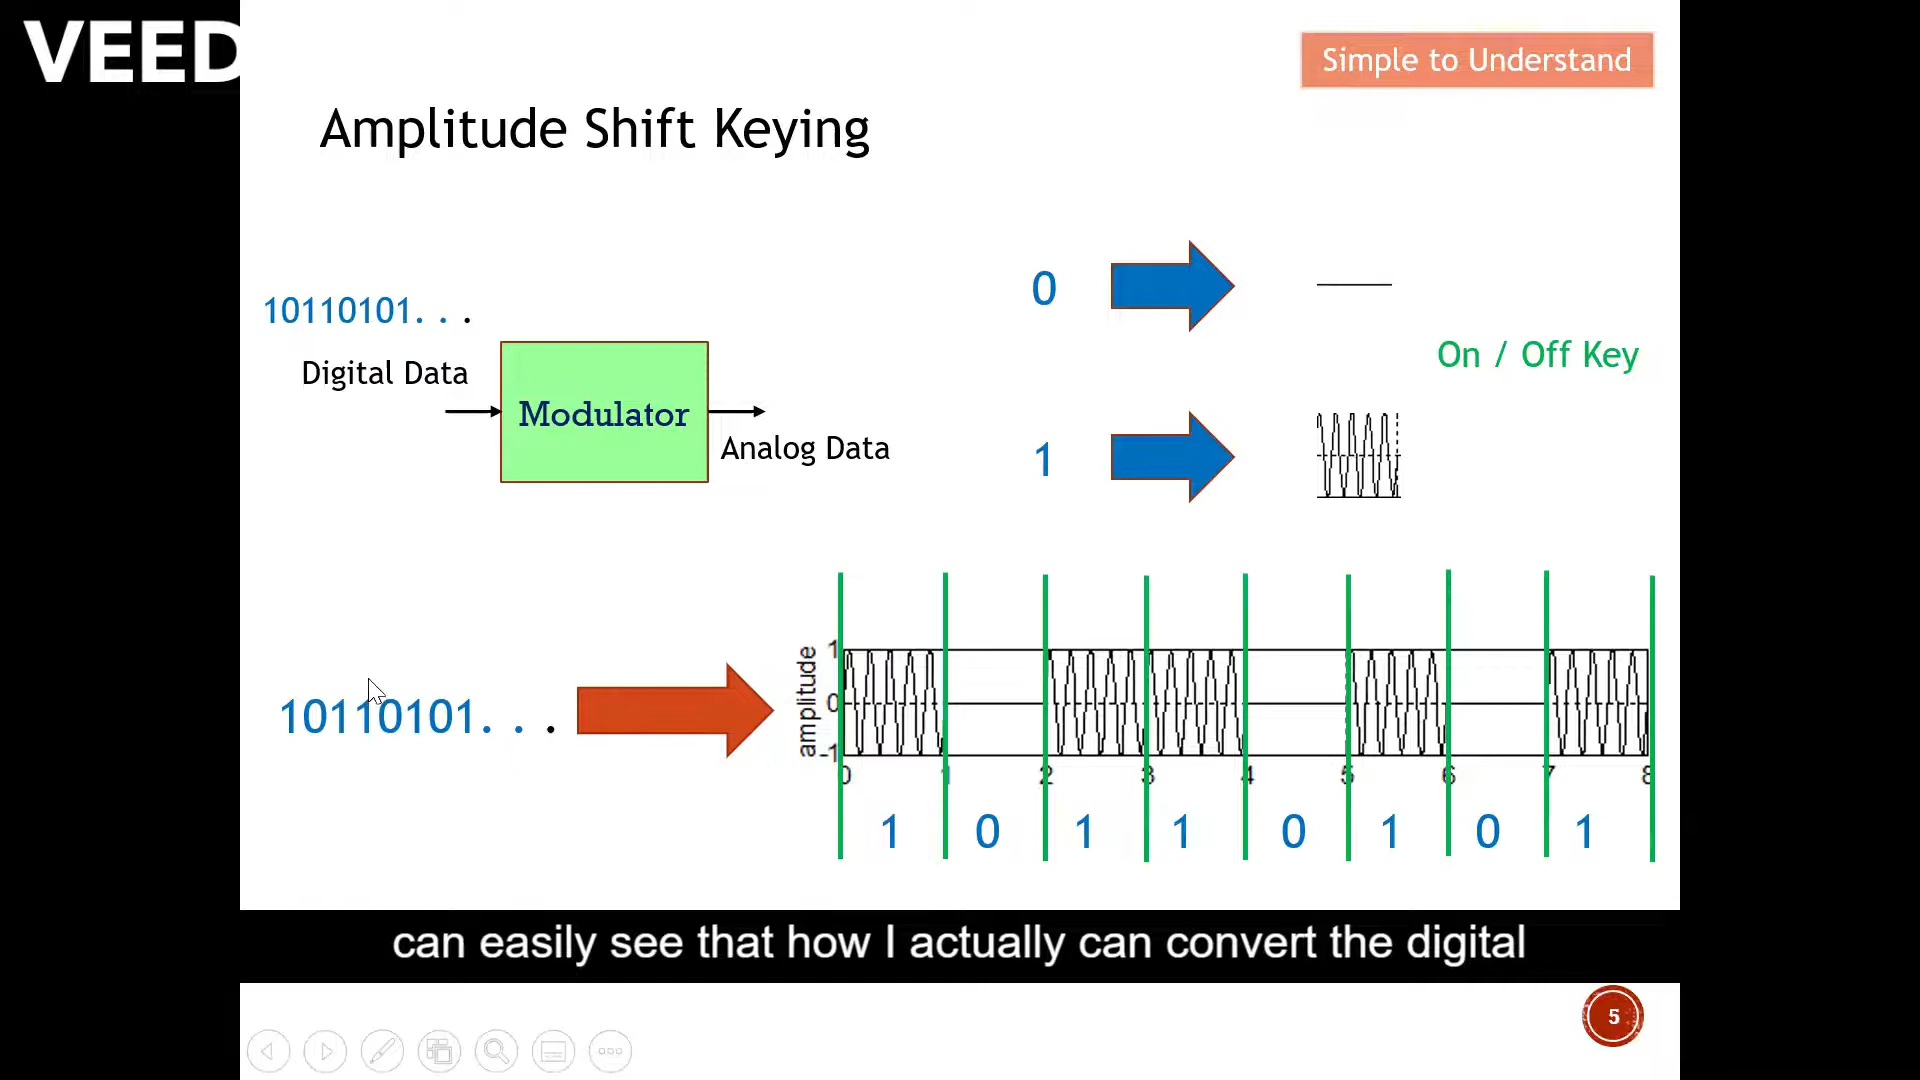 VEED
Simple to Understand
Amplitude Shift Keying
10110101. . .
Digital Data
Modulator
Analog Data
0
On / Off Key
1
10110101. . .
amplitude
1
0
-1
0 1 2 3 4 5 6 7 8
1 0 1 1 0 1 0 1
can easily see that how I actually can convert the digital
5